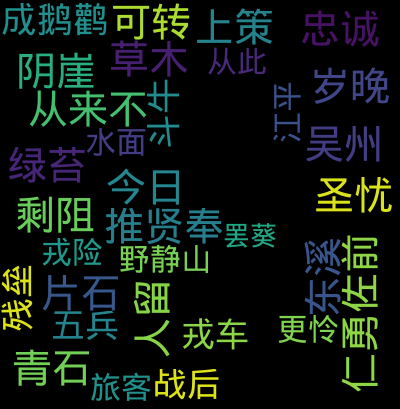 成鹅鹳
可转
上策
忠诚
草木
从此
阴崖
岁晚
从来不
斗牛
江平
水面
吴州
绿苔
今日
圣忧
剩阻
推贤奉
罢葵
戎险
野静山
东溪
仁勇佐前
残垒
片石
人留
五兵
戎车
更怜
青石
旅客
战后